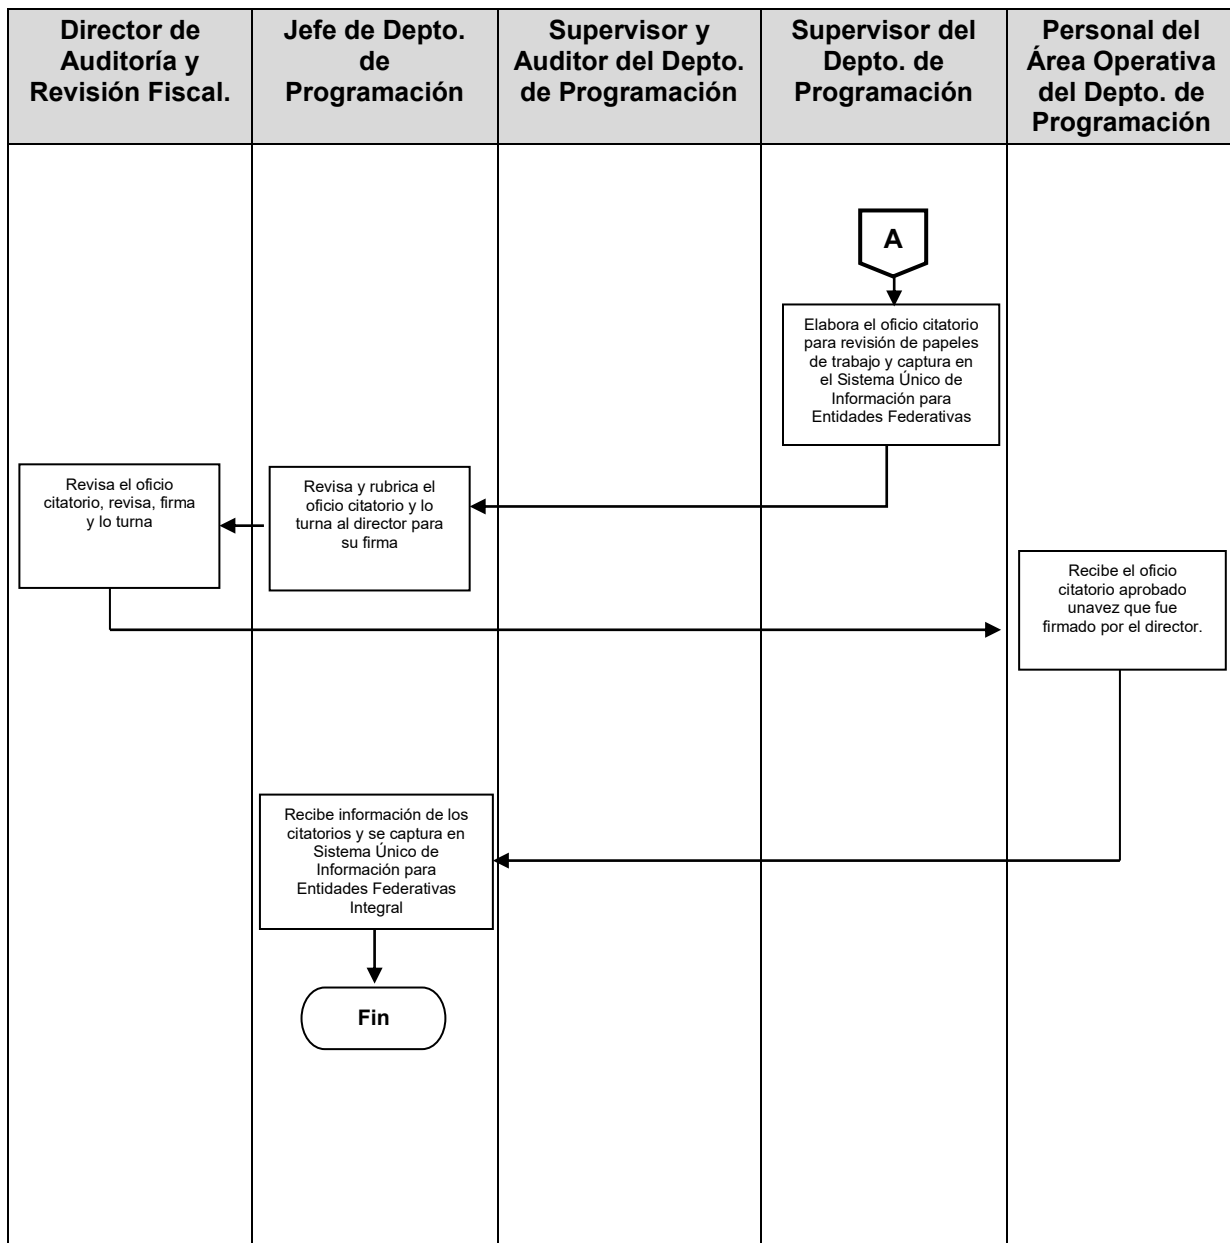 Director de
Auditoría y
Revisión Fiscal.
Jefe de Depto.
de
Programación
Supervisor y
Auditor del Depto.
de Programación
Supervisor del
Depto. de
Programación
Personal del
Área Operativa
del Depto. de
Programación
A
Elabora el oficio citatorio
para revisión de papeles
de trabajo y captura en
el Sistema Único de
Información para
Entidades Federativas
Revisa el oficio
citatorio, revisa, firma
y lo turna
Revisa y rubrica el
oficio citatorio y lo
turna al director para
su firma
Recibe el oficio
citatorio aprobado
unavez que fue
firmado por el director.
Recibe información de los
citatorios y se captura en
Sistema Único de
Información para
Entidades Federativas
Integral
Fin